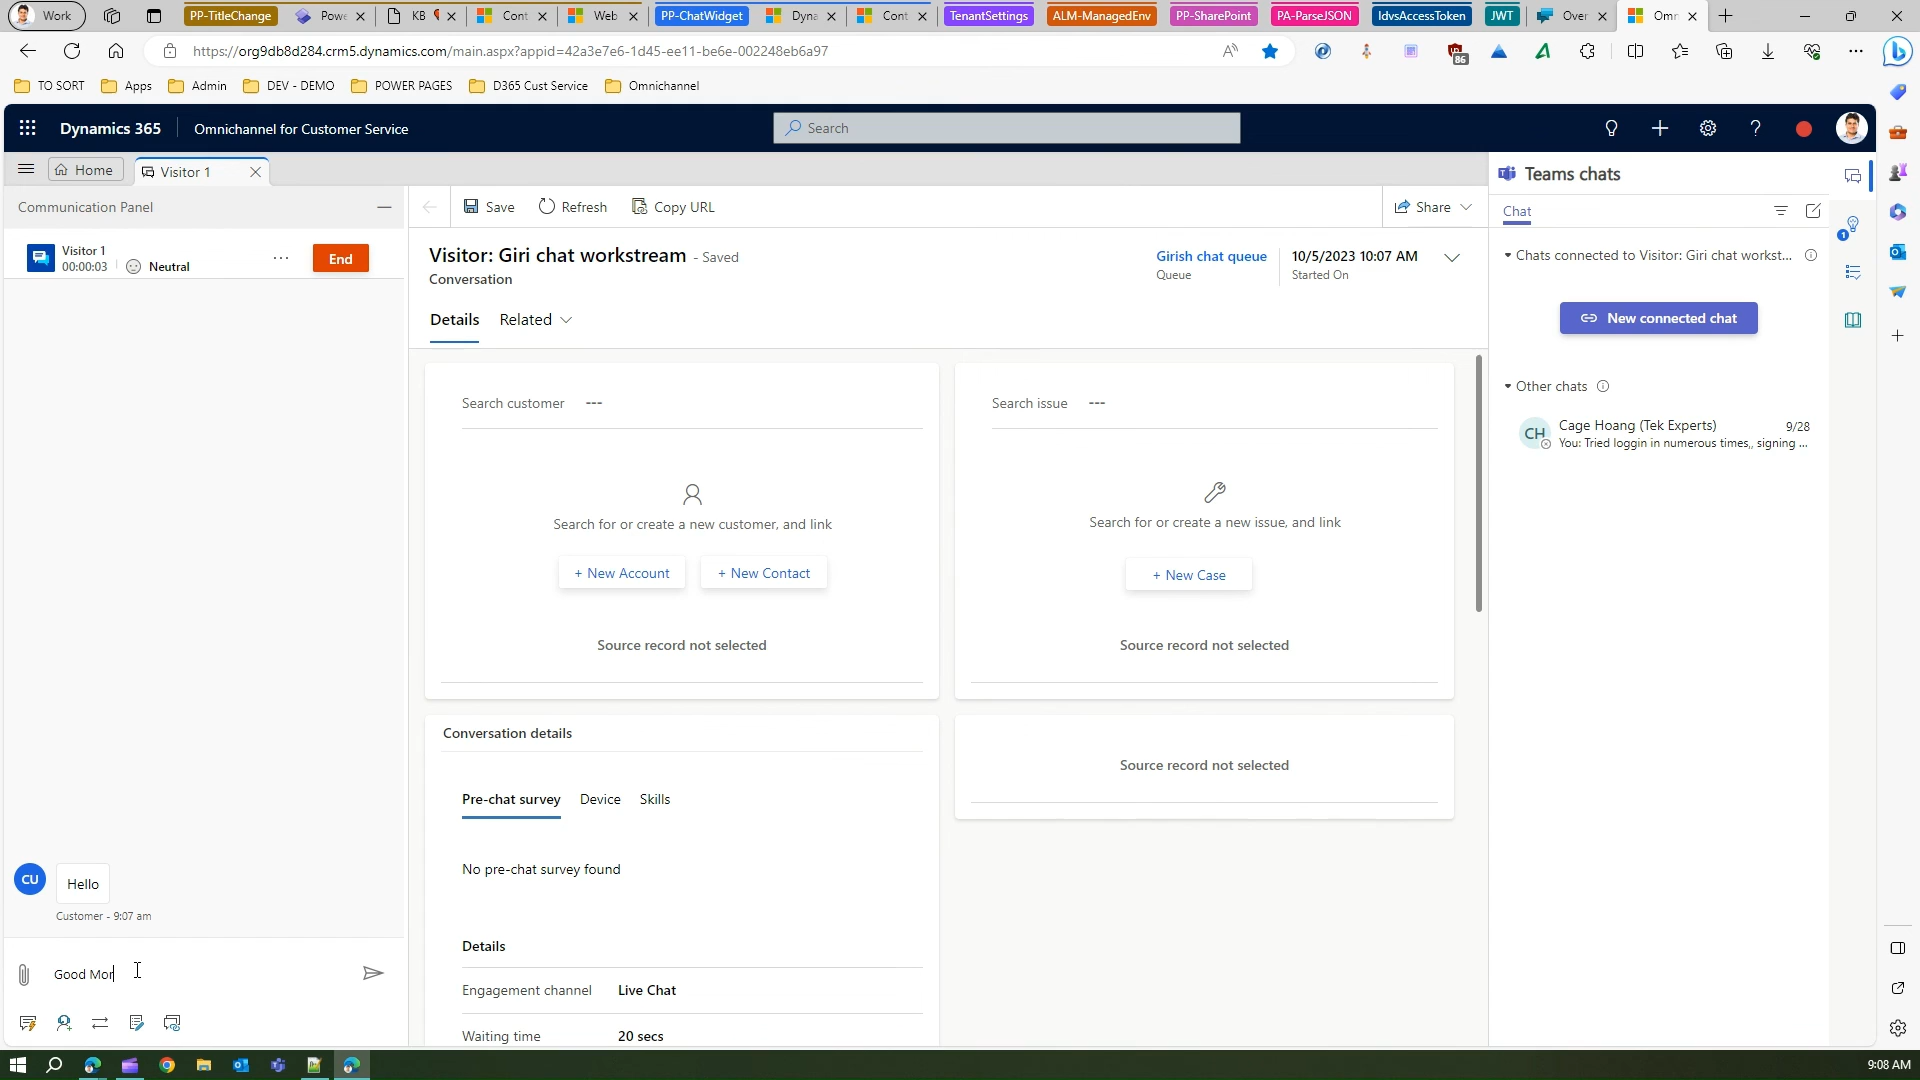 Work
PP-TitleChange
Powe
KB
Cont
Web
PP-ChatWidget
Dyna
Cont
TenantSettings
ALM-ManagedEnv
PP-SharePoint
PA-ParseJSON
IdvsAccessToken
JWT
Over
Omr
https://org9db8d284.crm5.dynamics.com/main.aspx?appid=42a3e7e6-1d45-ee11-be6e-002248eb6a97
86
TO SORT
Apps
Admin
DEV - DEMO
POWER PAGES
D365 Cust Service
Omnichannel
Dynamics 365
Omnichannel for Customer Service
Search
Home
Visitor 1
Communication Panel
Save
Refresh
Copy URL
Share
Teams chats
Visitor 1
00:00:03
Neutral
End
Visitor: Giri chat workstream - Saved
Conversation
Girish chat queue
Queue
10/5/2023 10:07 AM
Started On
Chat
1
Chats connected to Visitor: Giri chat workst...
New connected chat
Details
Related
Other chats
CH
Cage Hoang (Tek Experts)
9/28
You: Tried loggin in numerous times,, signing ...
Search customer ---
Search issue ---
Search for or create a new customer, and link
Search for or create a new issue, and link
+ New Account
+ New Contact
+ New Case
Source record not selected
Source record not selected
Conversation details
Source record not selected
Pre-chat survey
Device
Skills
No pre-chat survey found
CU
Hello
Customer - 9:07 am
Details
Good Mor
Engagement channel
Live Chat
Waiting time
20 secs
9:08 AM